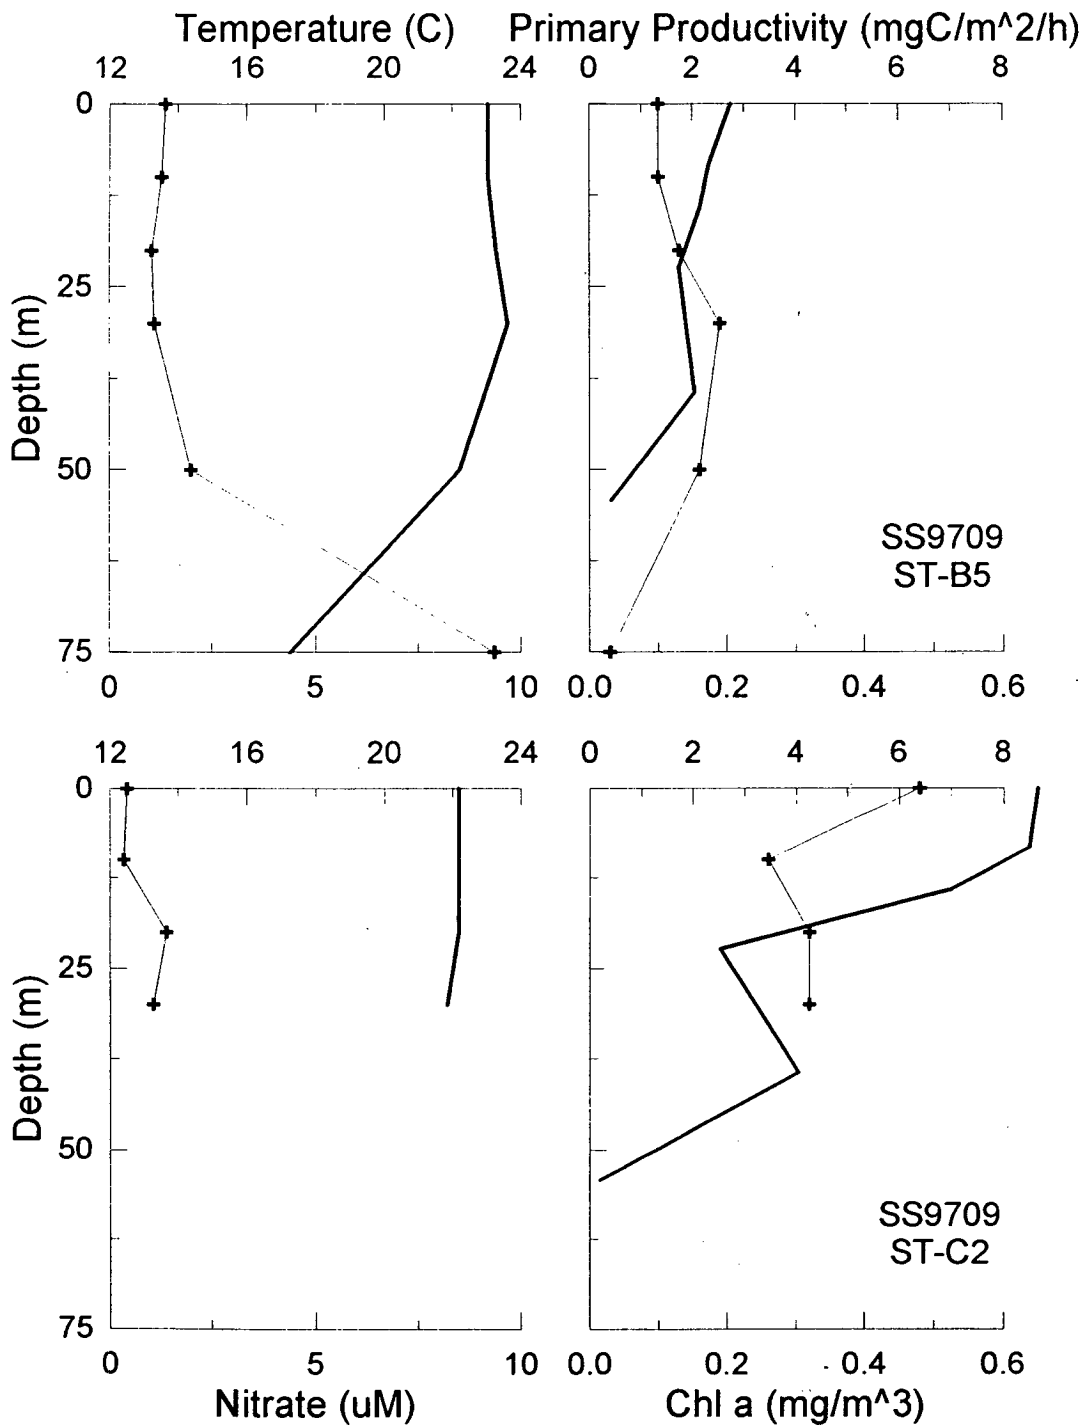 Temperature (C) Primary Productivity (mgC/m^2/h)
12 16 20 24 0 2 4 6 8
0
25
50
75
Depth (m)
SS9709
ST-B5
0 5 10 0.0 0.2 0.4 0.6
12 16 20 24 0 2 4 6 8
0
25
50
75
Depth (m)
SS9709
ST-C2
0 5 10 0.0 0.2 0.4 0.6
Nitrate (uM) Chl a (mg/m^3)